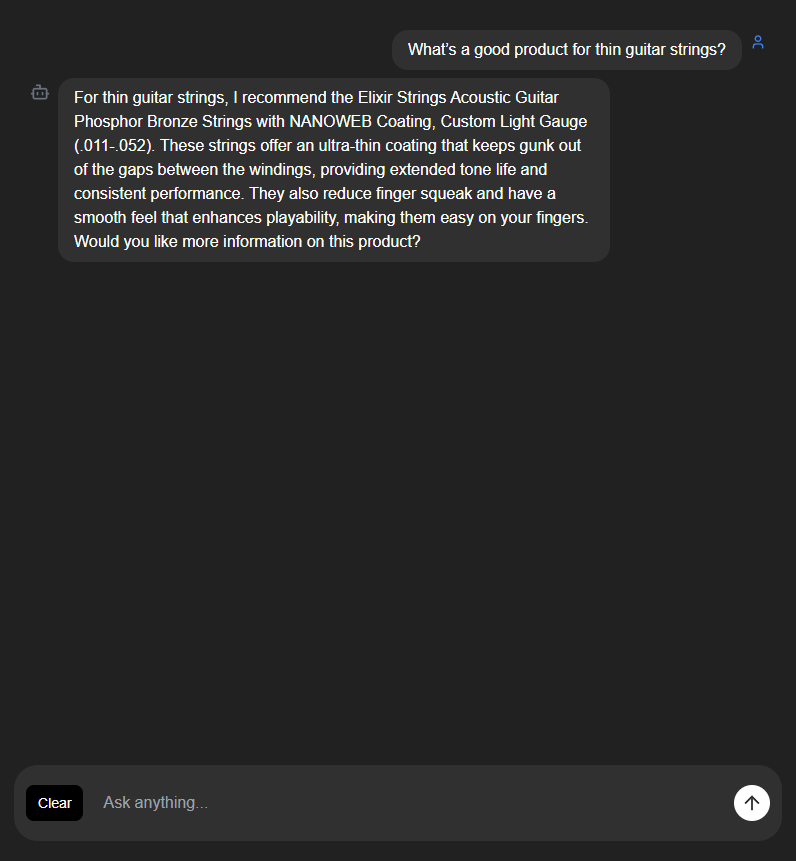 What's a good product for thin guitar strings?
For thin guitar strings, I recommend the Elixir Strings Acoustic Guitar
Phosphor Bronze Strings with NANOWEB Coating, Custom Light Gauge
(.011-.052). These strings offer an ultra-thin coating that keeps gunk out
of the gaps between the windings, providing extended tone life and
consistent performance. They also reduce finger squeak and have a
smooth feel that enhances playability, making them easy on your fingers.
Would you like more information on this product?
Clear
Ask anything...